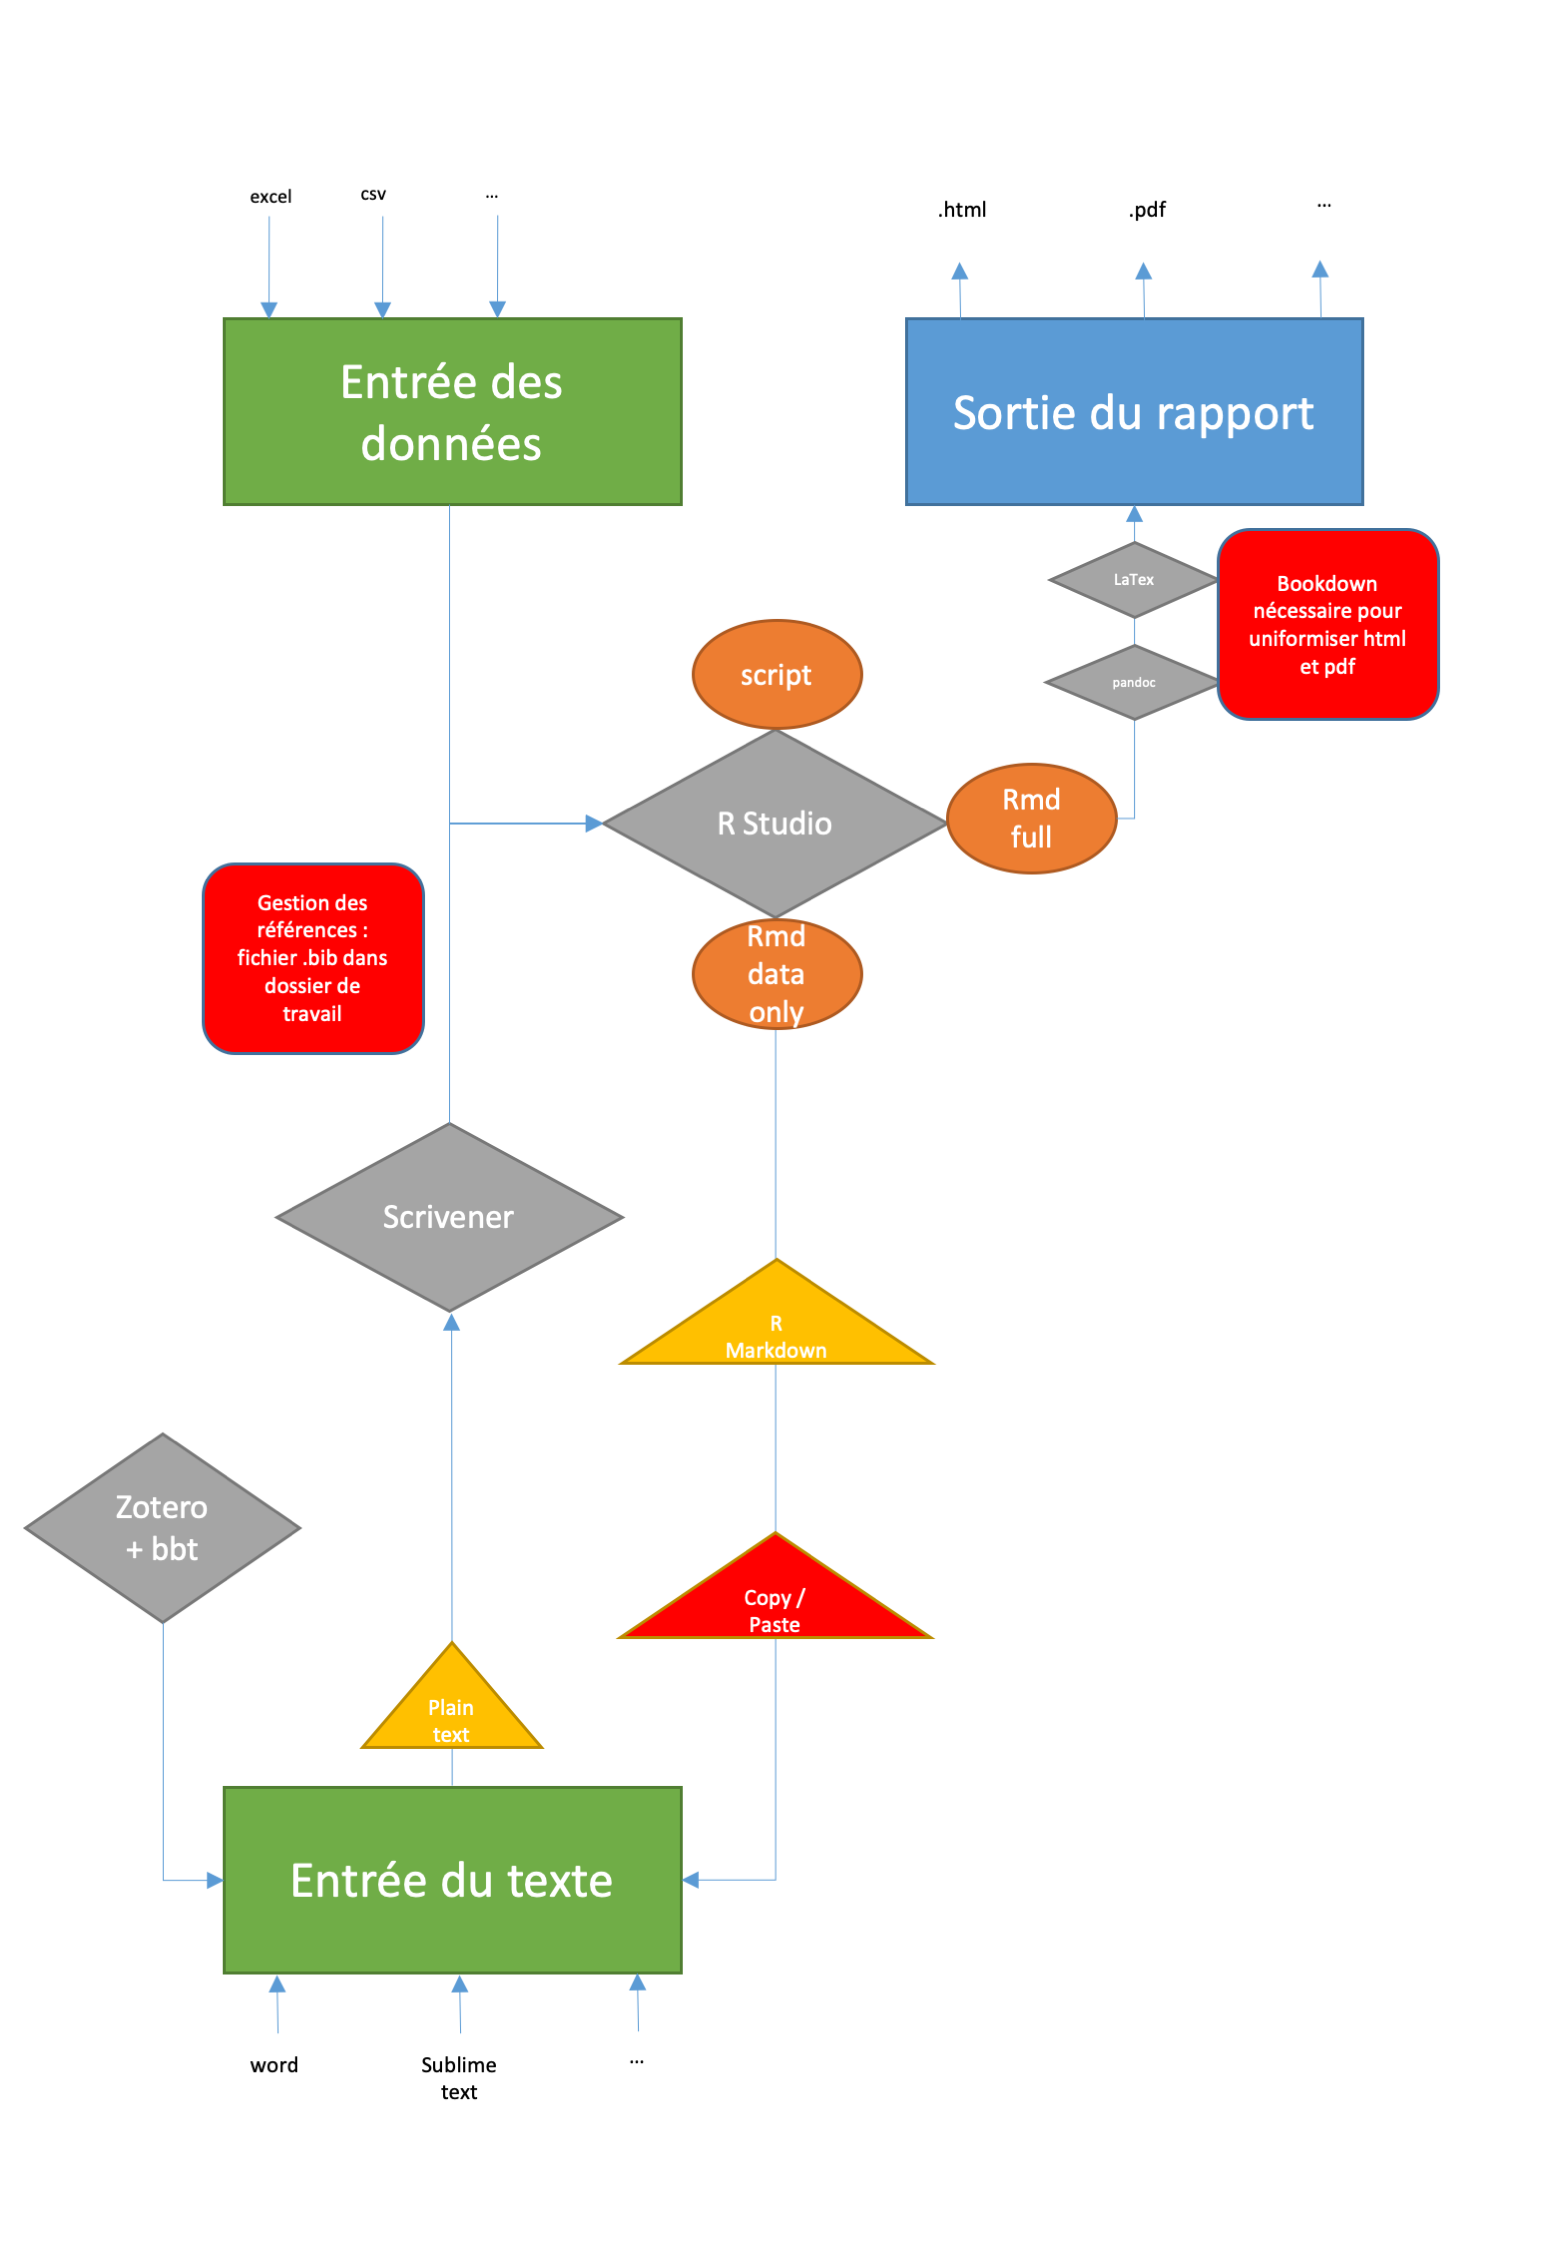 excel
csv
...
.html
.pdf
...
Entrée des
données
Sortie du rapport
LaTex
pandoc
Bookdown
nécessaire pour
uniformiser html
et pdf
script
R Studio
Rmd
full
Rmd
data
only
Gestion des
références :
fichier .bib dans
dossier de
travail
Scrivener
R
Markdown
Zotero
+ bbt
Copy /
Paste
Plain
text
Entrée du texte
word
Sublime
text
...